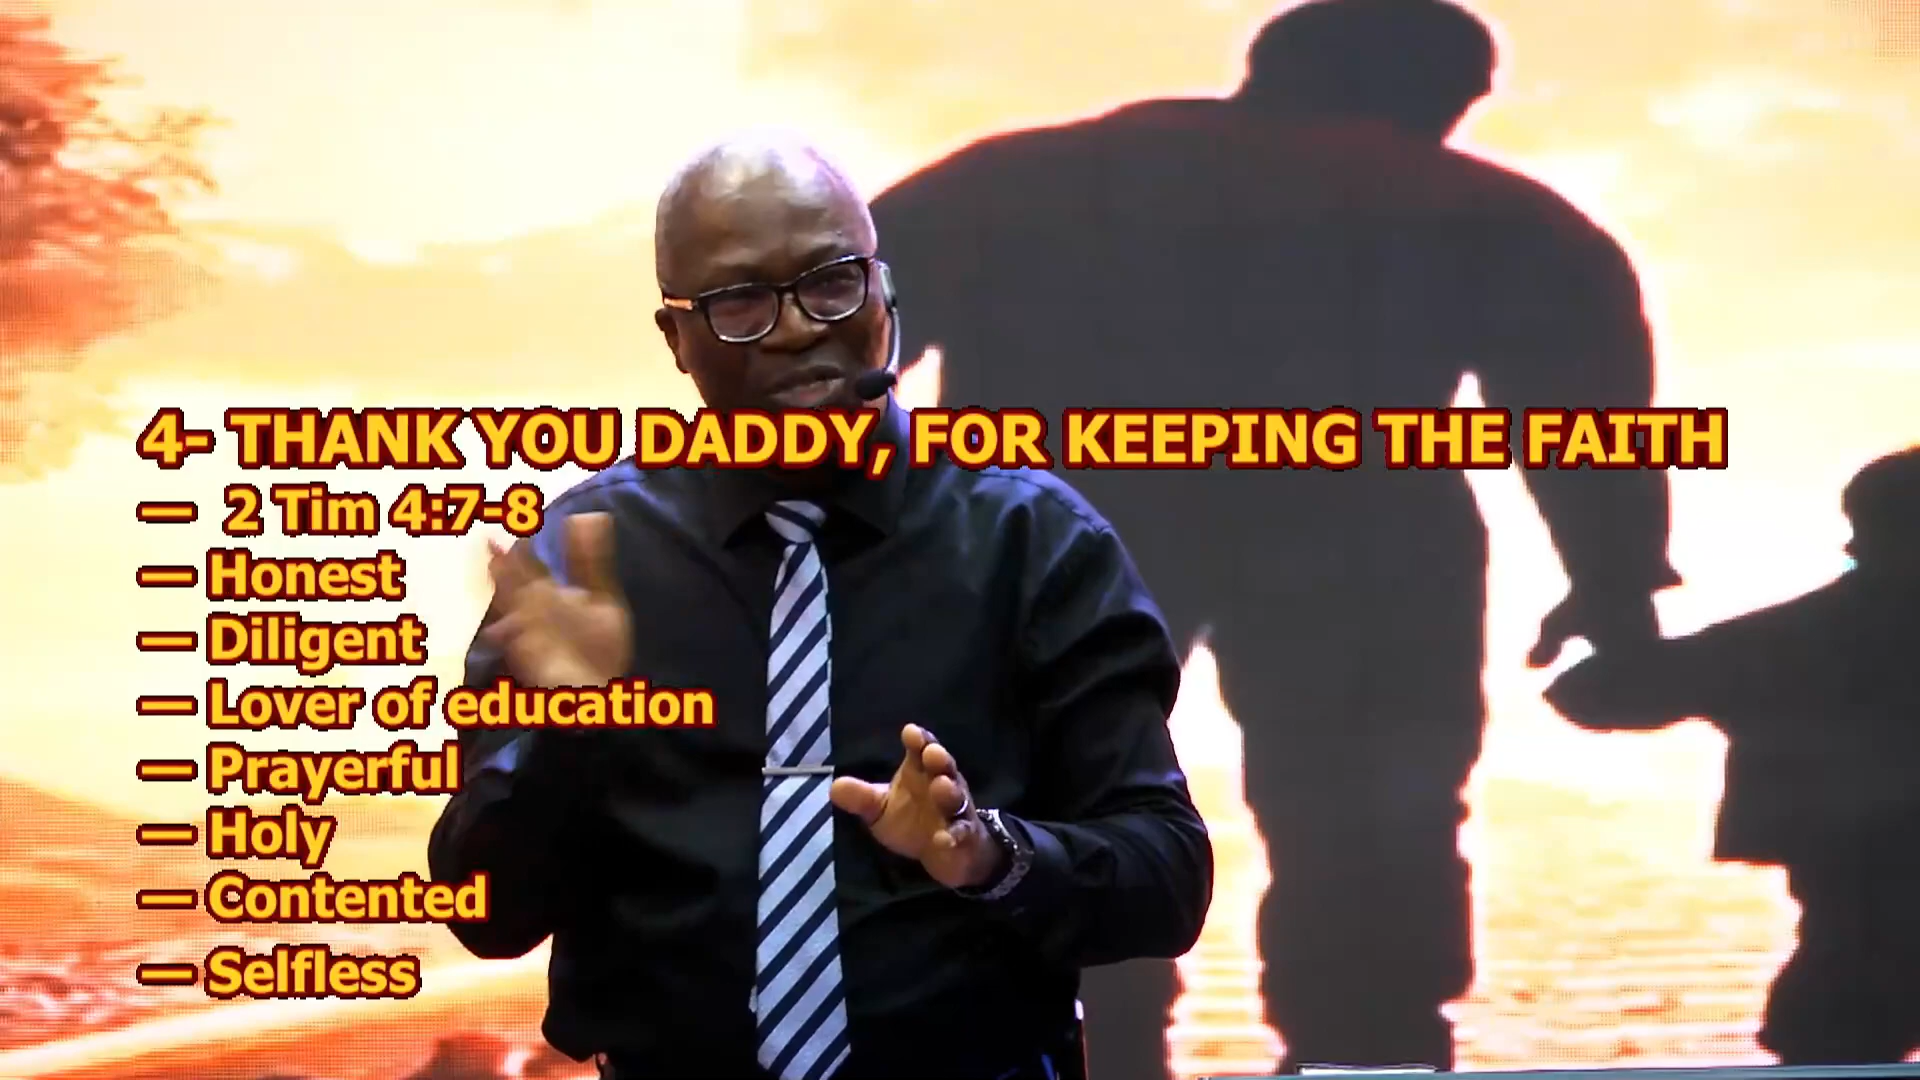 4- THANK YOU DADDY, FOR KEEPING THE FAITH
— 2 Tim 4:7-8
— Honest
— Diligent
— Lover of education
— Prayerful
— Holy
— Contented
— Selfless